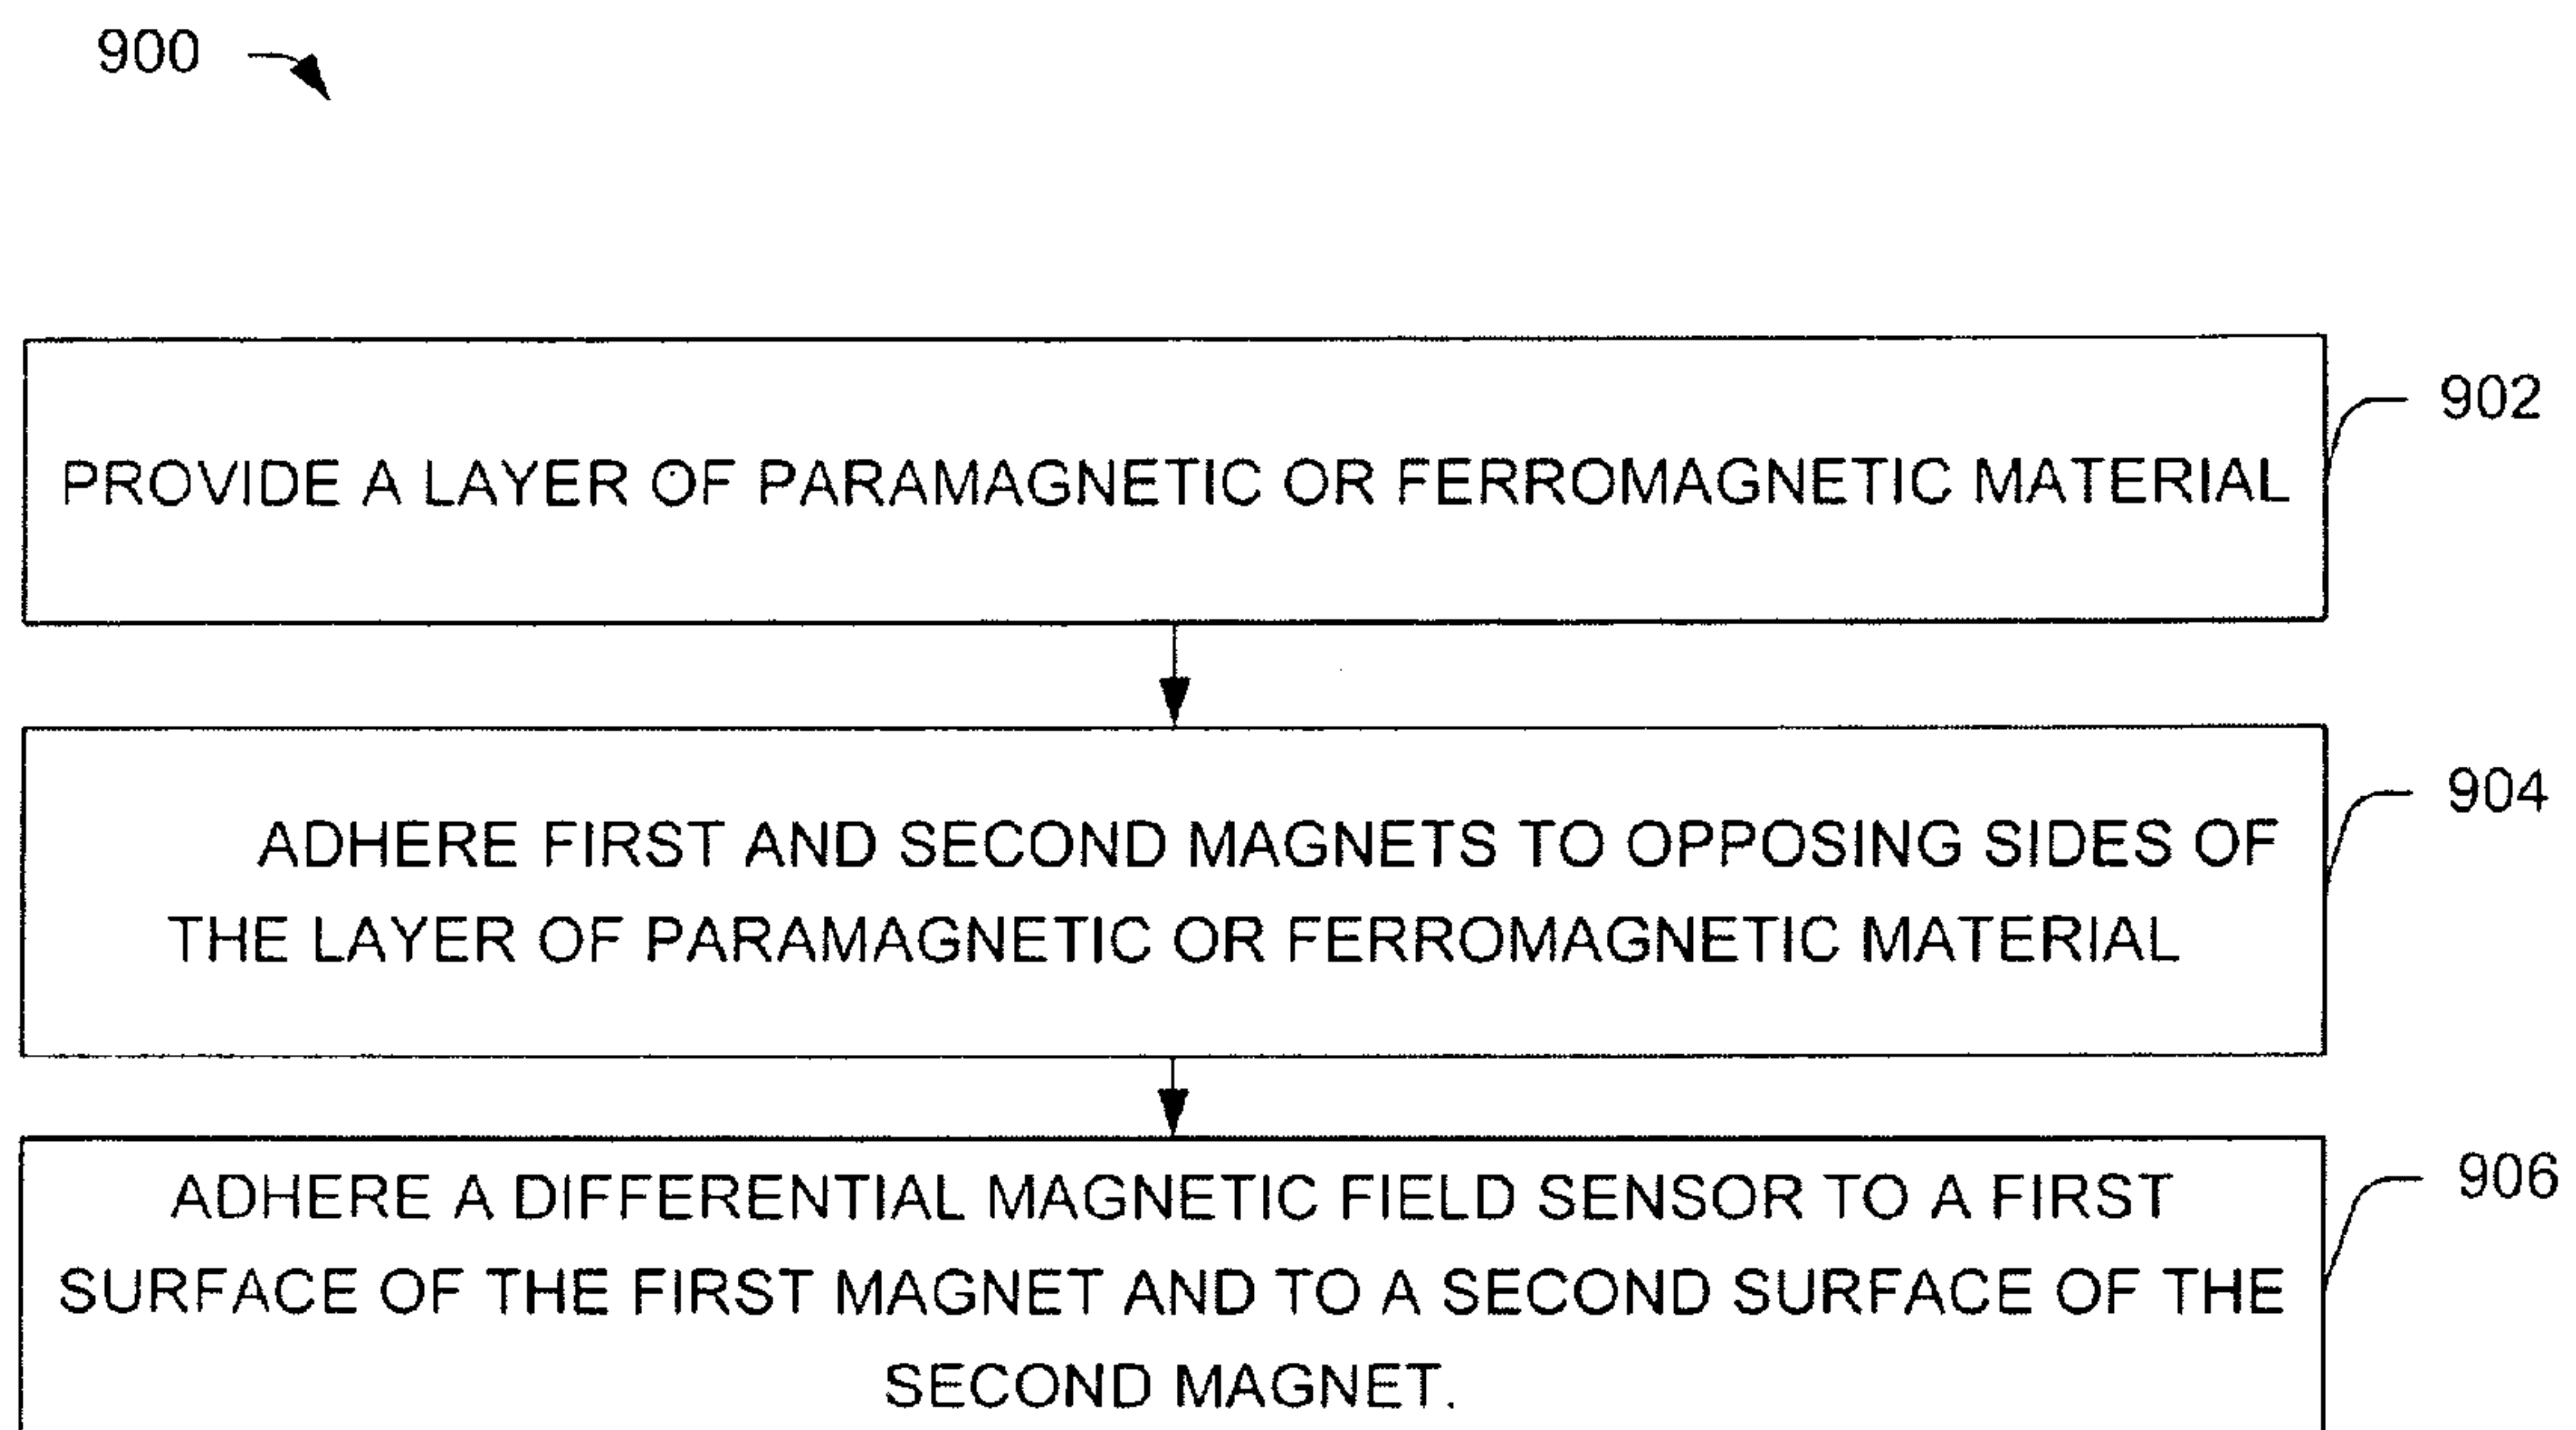 900
PROVIDE A LAYER OF PARAMAGNETIC OR FERROMAGNETIC MATERIAL
902
ADHERE FIRST AND SECOND MAGNETS TO OPPOSING SIDES OF
THE LAYER OF PARAMAGNETIC OR FERROMAGNETIC MATERIAL
904
ADHERE A DIFFERENTIAL MAGNETIC FIELD SENSOR TO A FIRST
SURFACE OF THE FIRST MAGNET AND TO A SECOND SURFACE OF THE
SECOND MAGNET.
906